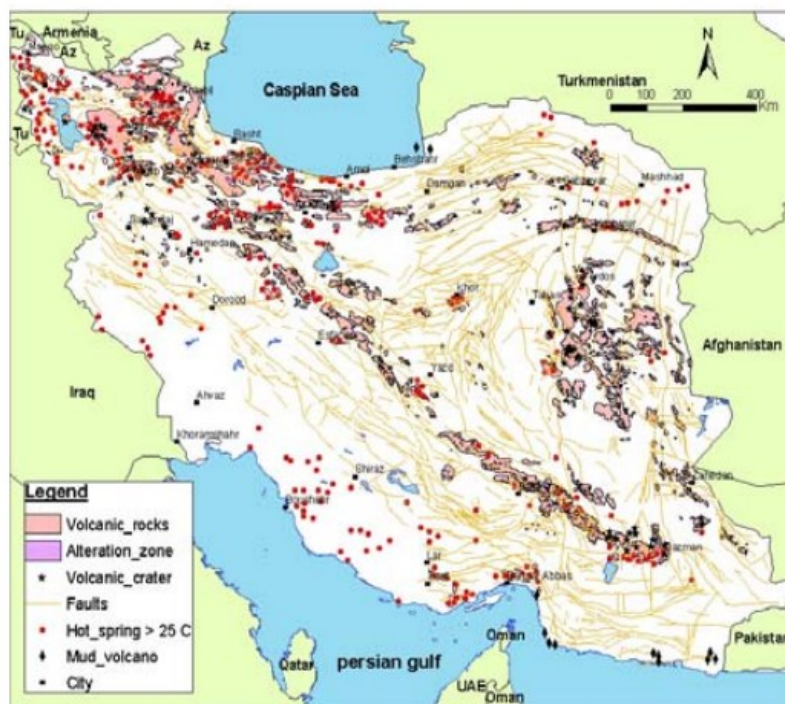 Tu
Armenia
Az
Az
Tu
Caspian Sea
Turkmenistan
N
0 100 200 400
Km
Rasht
Amol
Behshahr
Damgan
Mashhad
Hamedan
Dorood
Khor
Yazd
Afghanistan
Iraq
Ahvaz
Khoramshahr
Shiraz
Lar
Abbas
Oman
Pakistan
Qatar
persian gulf
UAE
Oman
Legend
Volcanic_rocks
Alteration_zone
Volcanic_crater
Faults
Hot_spring > 25 C
Mud_volcano
City